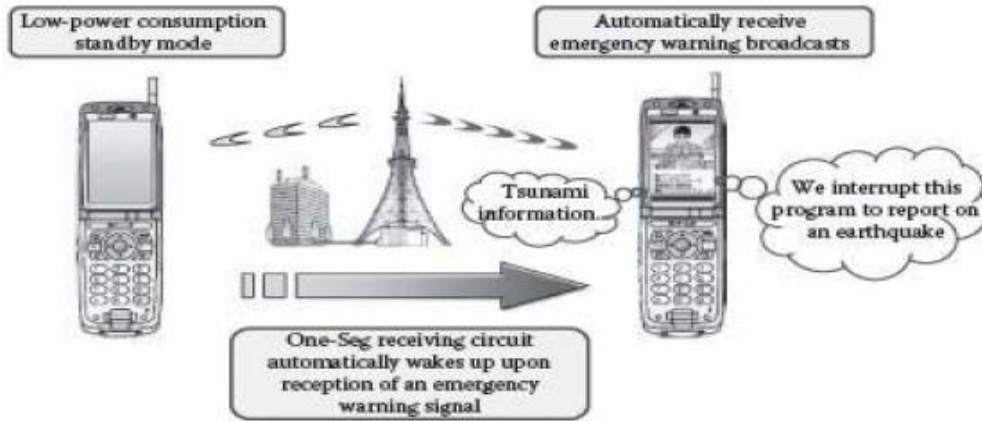 Low-power consumption
standby mode
Automatically receive
emergency warning broadcasts
Tsunami
information...
We interrupt this
program to report on
an earthquake
One-Seg receiving circuit
automatically wakes up upon
reception of an emergency
warning signal